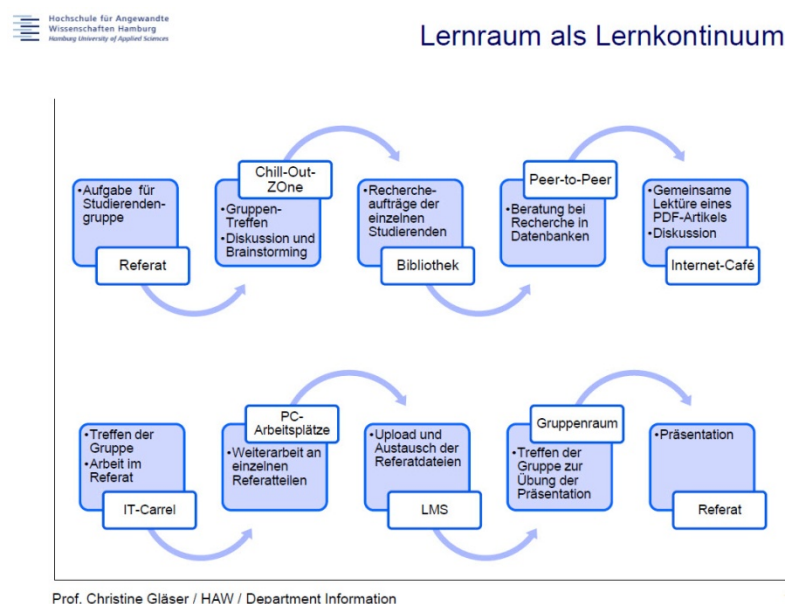 Hochschule für Angewandte
Wissenschaften Hamburg
Hamburg University of Applied Sciences
Lernraum als Lernkontinuum
•Aufgabe für
Studierenden-
gruppe
Referat
Chill-Out-
ZOne
•Gruppen-
Treffen
•Diskussion und
Brainstorming
•Recherche-
aufträge der
einzelnen
Studierenden
Bibliothek
Peer-to-Peer
•Beratung bei
Recherche in
Datenbanken
•Gemeinsame
Lektüre eines
PDF-Artikels
•Diskussion
Internet-Café
•Treffen der
Gruppe
•Arbeit im
Referat
IT-Carrel
PC-
Arbeitsplätze
•Weiterarbeit an
einzelnen
Referatteilen
•Upload und
Austausch der
Referatdateien
LMS
Gruppenraum
•Treffen der
Gruppe zur
Übung der
Präsentation
•Präsentation
Referat
Prof. Christine Gläser / HAW / Department Information